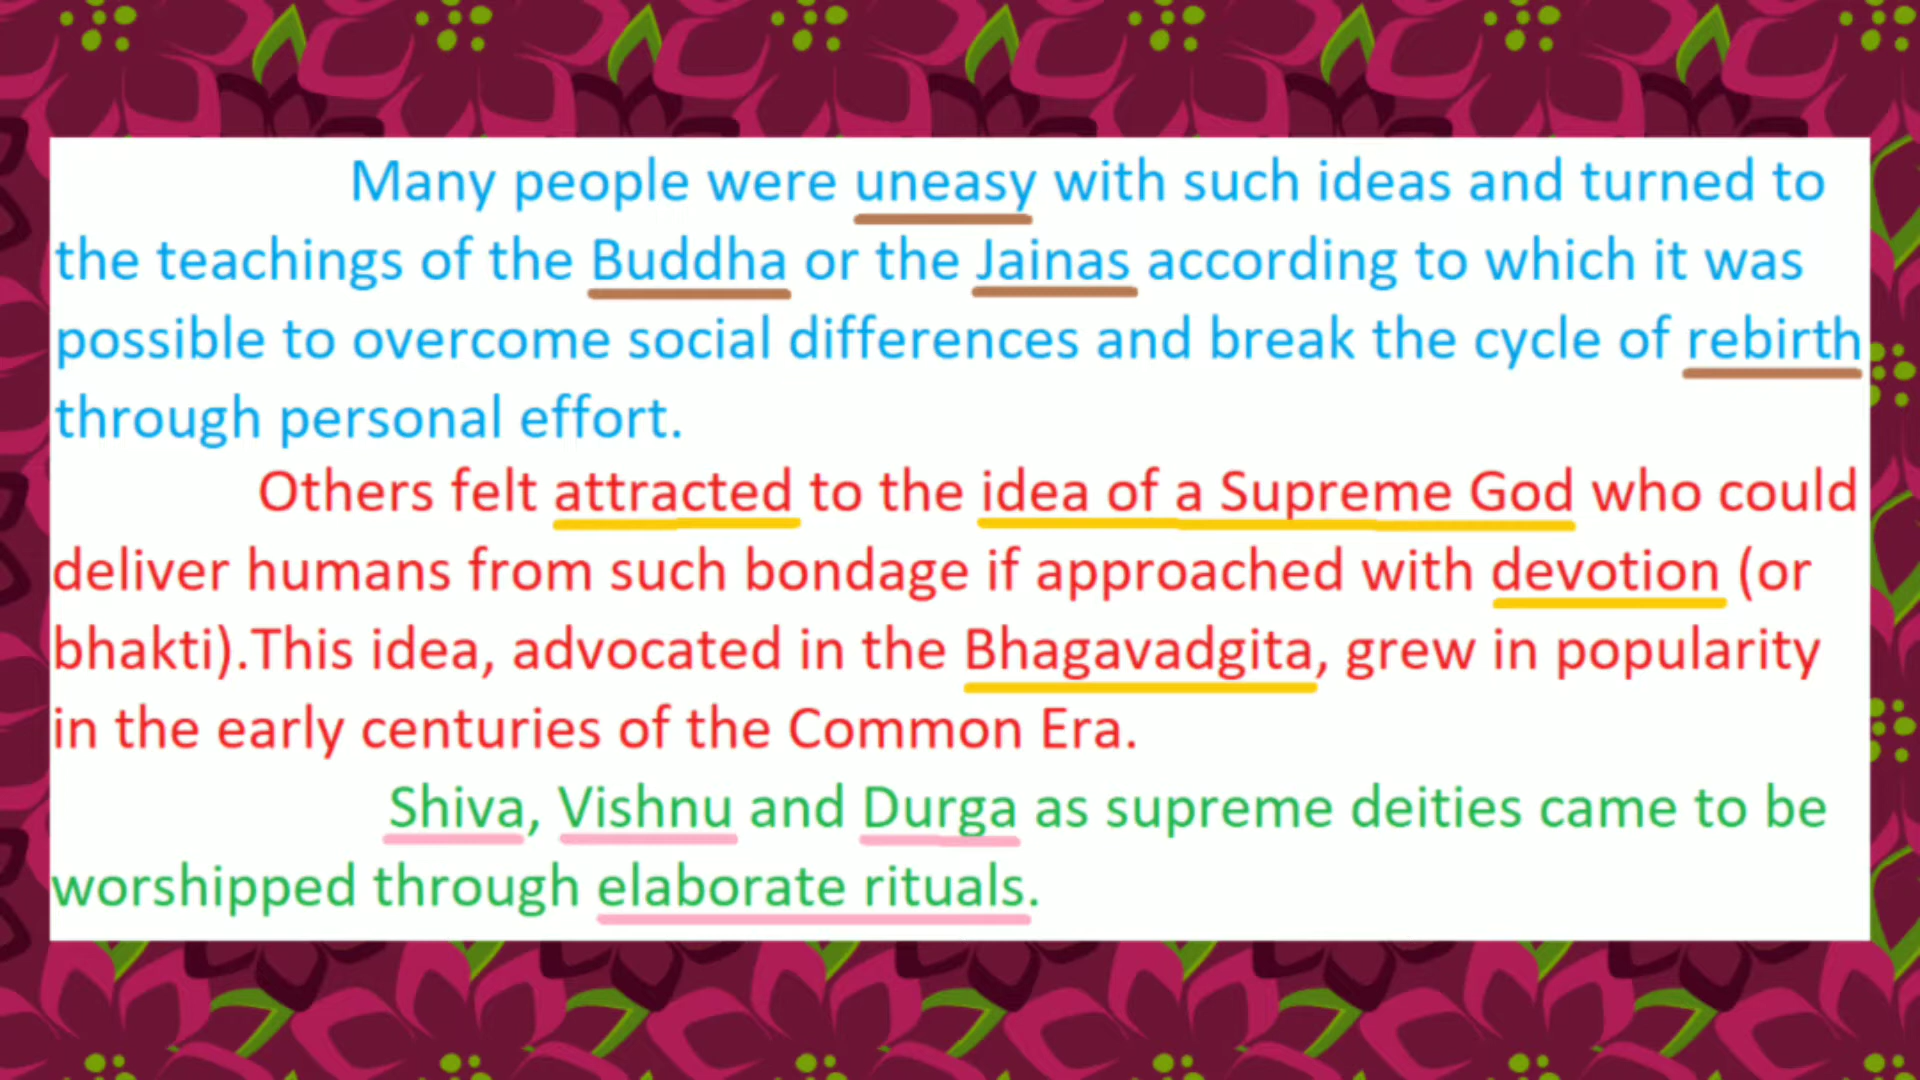 Many people were uneasy with such ideas and turned to
the teachings of the Buddha or the Jainas according to which it was
possible to overcome social differences and break the cycle of rebirth
through personal effort.
Others felt attracted to the idea of a Supreme God who could
deliver humans from such bondage if approached with devotion (or
bhakti).This idea, advocated in the Bhagavadgita, grew in popularity
in the early centuries of the Common Era.
Shiva, Vishnu and Durga as supreme deities came to be
worshipped through elaborate rituals.